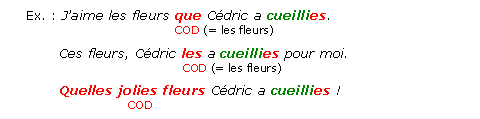 Ex. : J'aime les fleurs que Cédric a cueillies.
COD (= les fleurs)
Ces fleurs, Cédric les a cueillies pour moi.
COD (= les fleurs)
Quelles jolies fleurs Cédric a cueillies !
COD